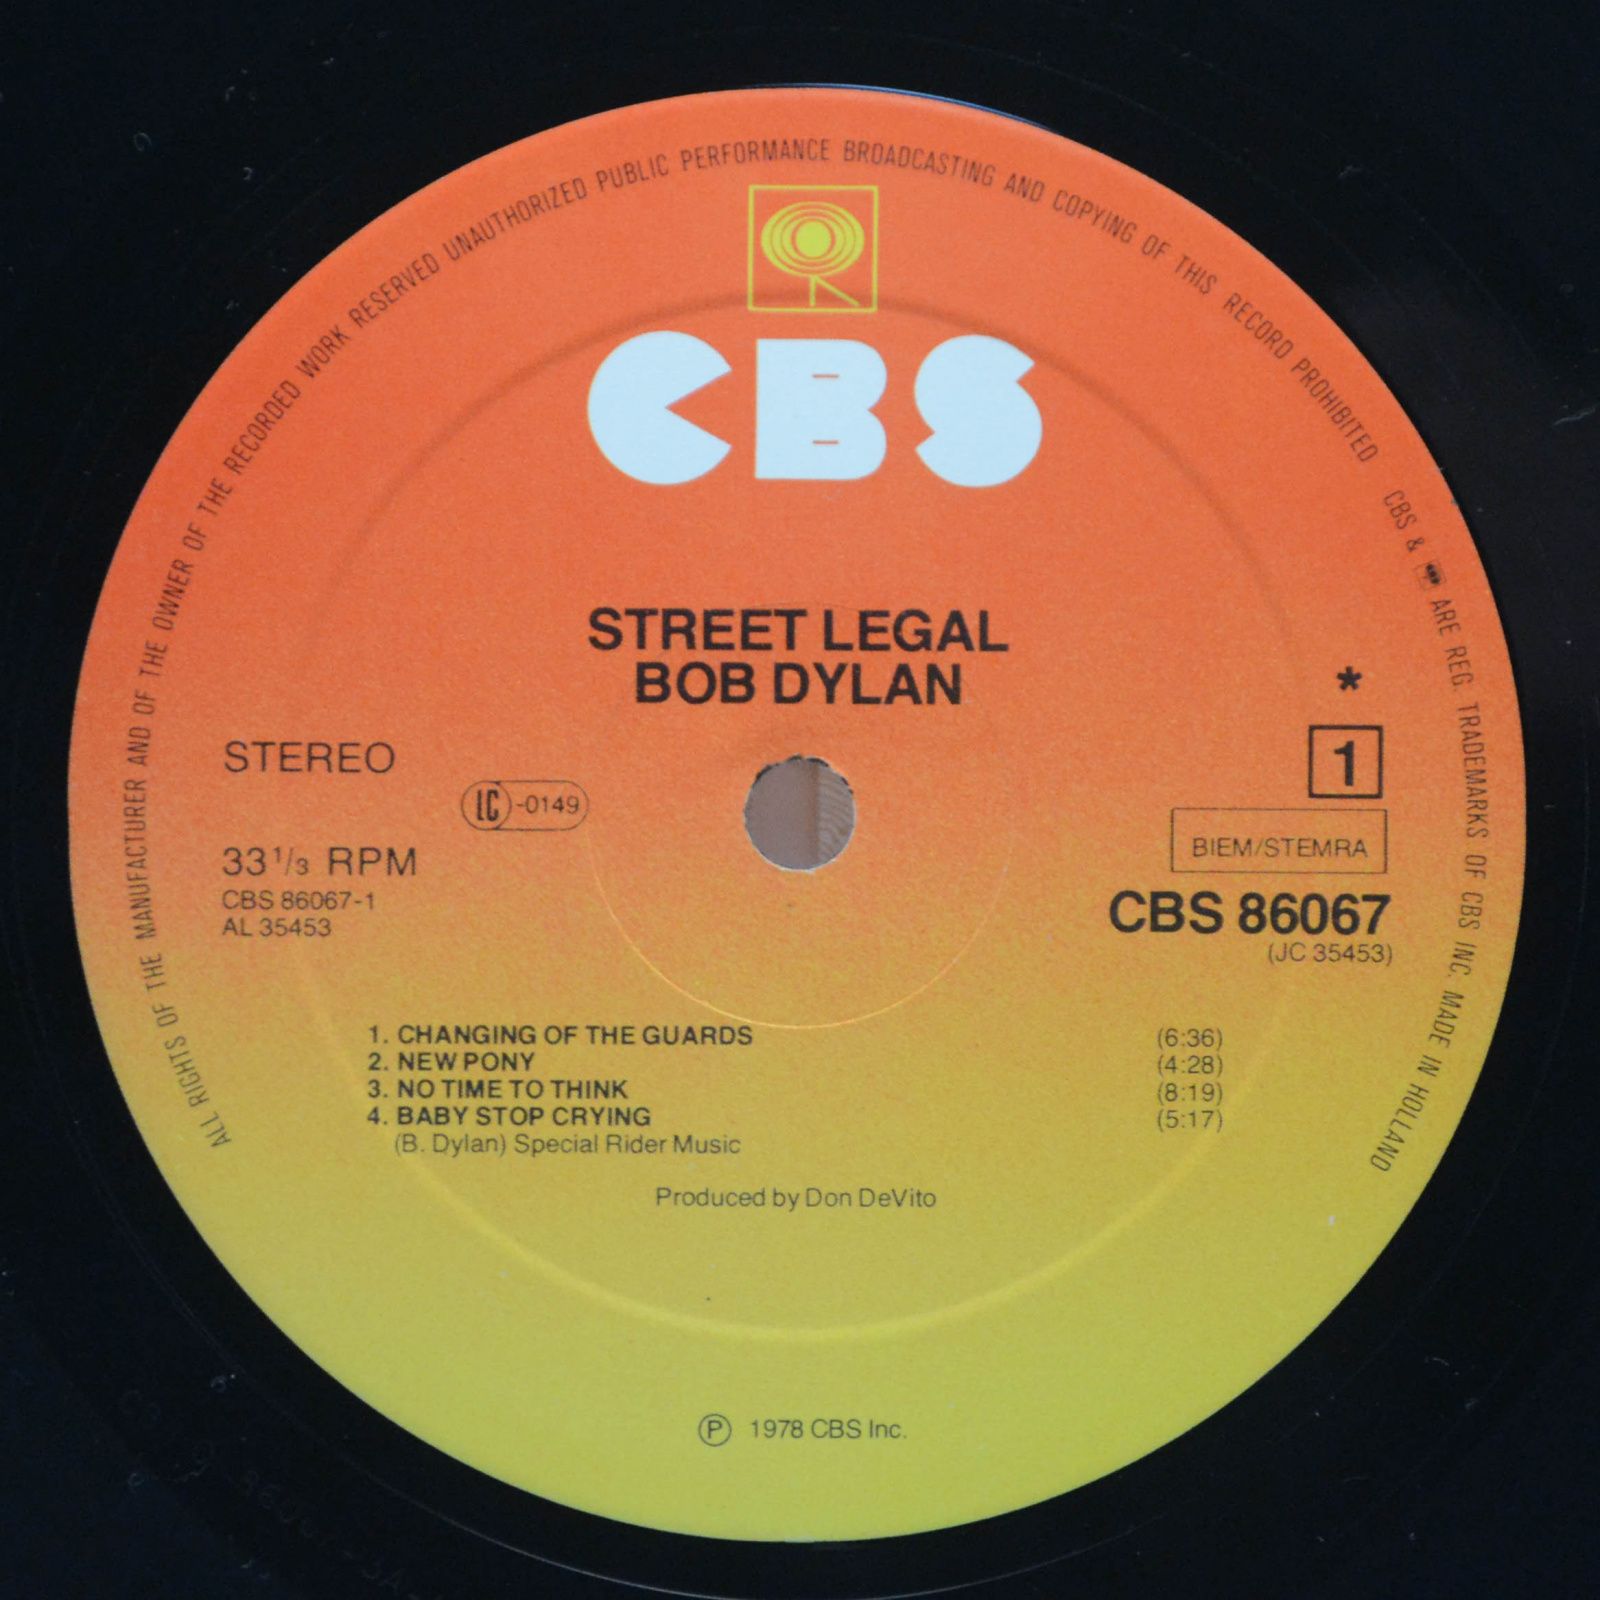 ALL RIGHTS OF THE MANUFACTURER AND OF THE OWNER OF THE RECORDED WORK RESERVED UNAUTHORIZED PUBLIC PERFORMANCE BROADCASTING AND COPYING OF THIS RECORD PROHIBITED CBS & ARE REG. TRADEMARKS OF CBS INC. MADE IN HOLLAND
CBS
STREET LEGAL
BOB DYLAN
*
STEREO
1
LC -0149
BIEM/STEMRA
33 1/3 RPM
CBS 86067-1
AL 35453
CBS 86067
(JC 35453)
1. CHANGING OF THE GUARDS (6:36)
2. NEW PONY (4:28)
3. NO TIME TO THINK (8:19)
4. BABY STOP CRYING (5:17)
(B. Dylan) Special Rider Music
Produced by Don DeVito
Ⓟ 1978 CBS Inc.